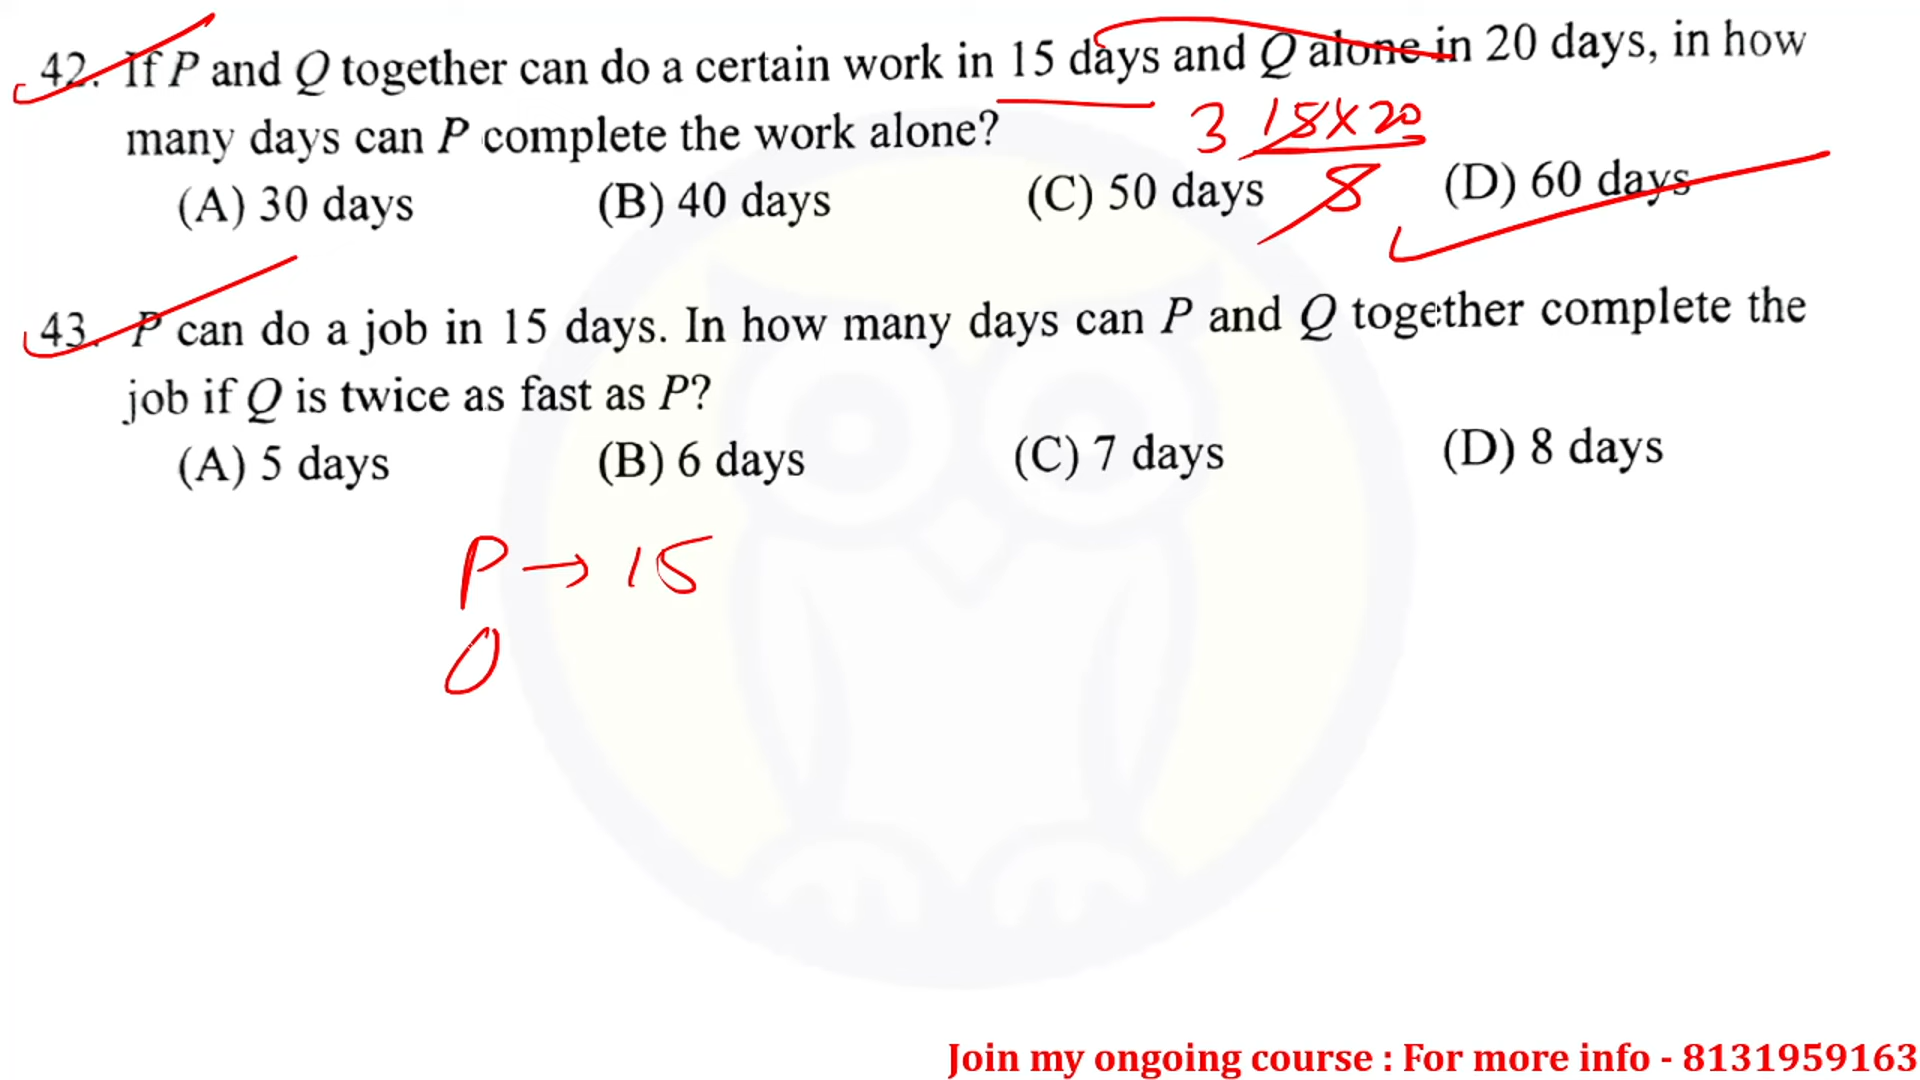 42. If P and Q together can do a certain work in 15 days and Q alone in 20 days, in how
many days can P complete the work alone?
3 15 × 20
5
(A) 30 days (B) 40 days (C) 50 days (D) 60 days
43. P can do a job in 15 days. In how many days can P and Q together complete the
job if Q is twice as fast as P?
(A) 5 days (B) 6 days (C) 7 days (D) 8 days
P → 15
Join my ongoing course : For more info - 8131959163